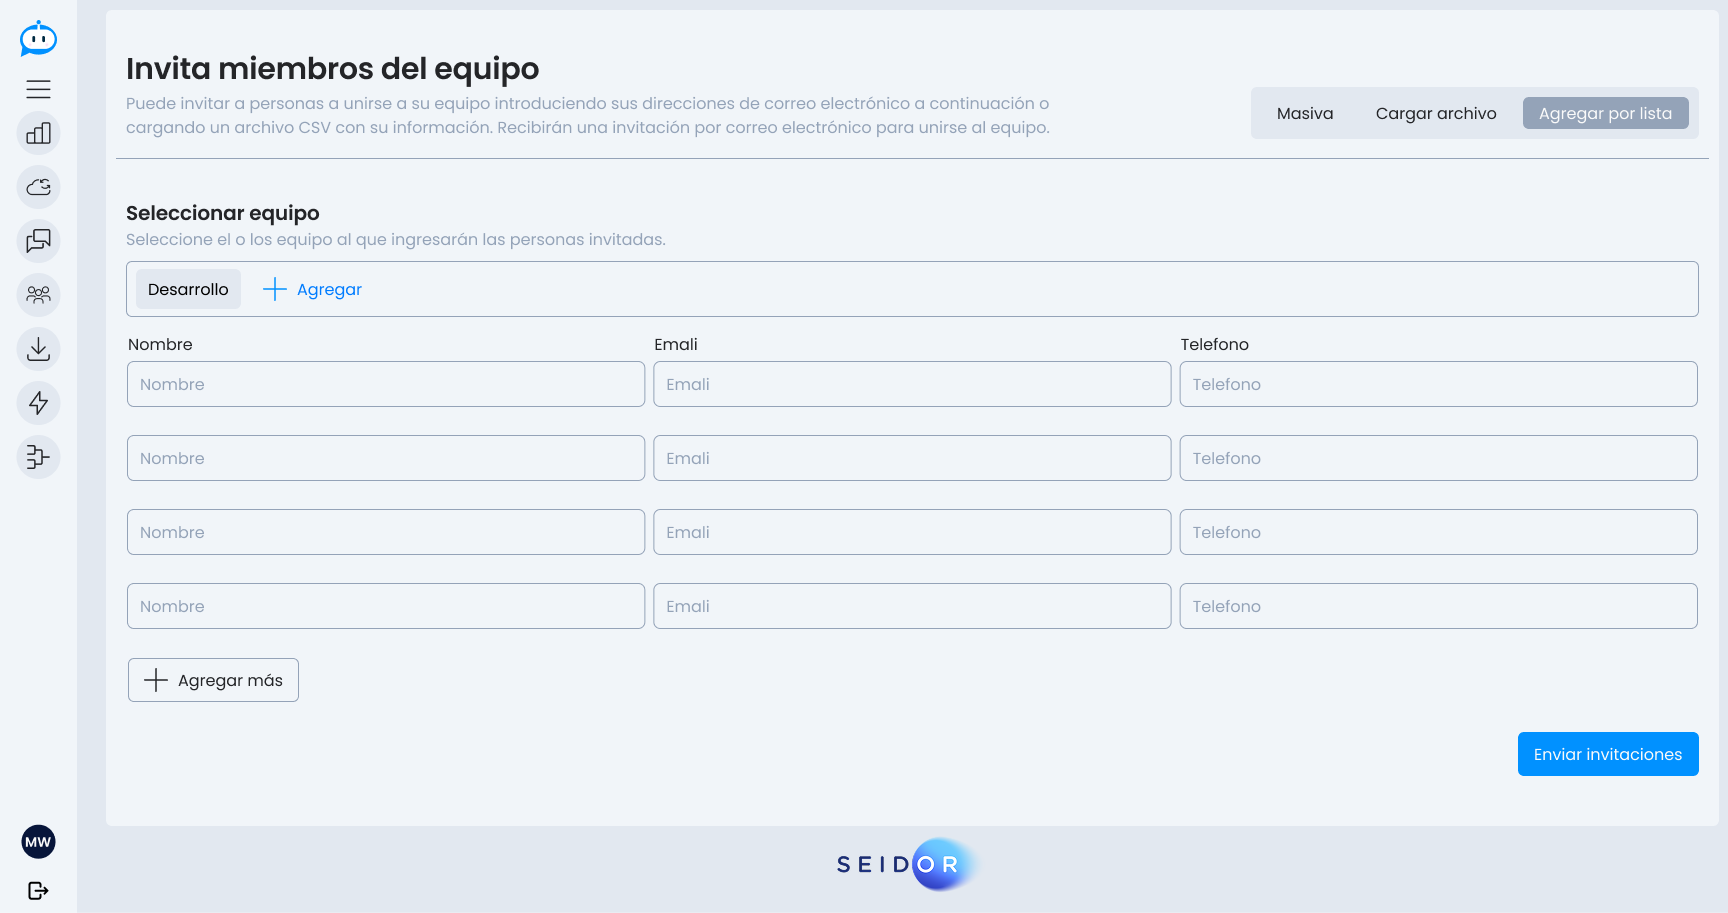 Invita miembros del equipo
Puede invitar a personas a unirse a su equipo introduciendo sus direcciones de correo electrónico a continuación o
cargando un archivo CSV con su información. Recibirán una invitación por correo electrónico para unirse al equipo.
Masiva
Cargar archivo
Agregar por lista
Seleccionar equipo
Seleccione el o los equipo al que ingresarán las personas invitadas.
Desarrollo
Agregar
Nombre
Emali
Telefono
Nombre
Emali
Telefono
Nombre
Emali
Telefono
Nombre
Emali
Telefono
Nombre
Emali
Telefono
Agregar más
Enviar invitaciones
MW
SEIDOR